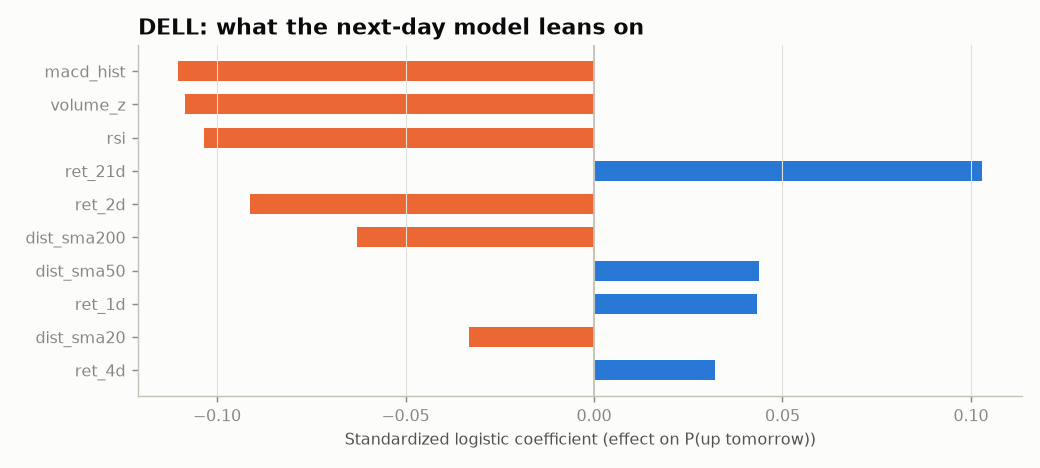 DELL: what the next-day model leans on
macd_hist
volume_z
rsi
ret_21d
ret_2d
dist_sma200
dist_sma50
ret_1d
dist_sma20
ret_4d
−0.10 −0.05 0.00 0.05 0.10
Standardized logistic coefficient (effect on P(up tomorrow))